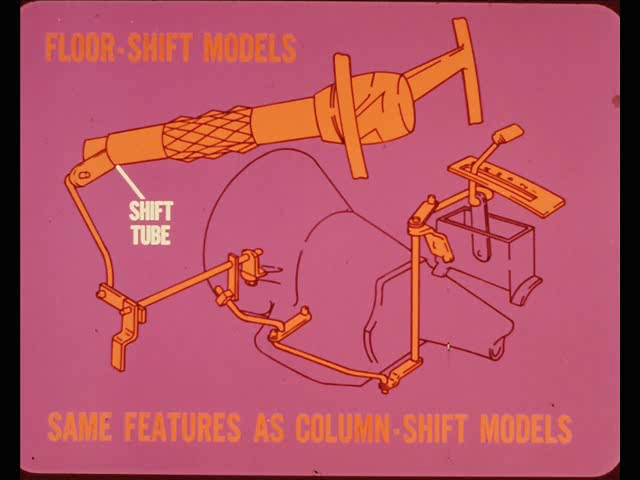 FLOOR-SHIFT MODELS
SHIFT
TUBE
SAME FEATURES AS COLUMN-SHIFT MODELS